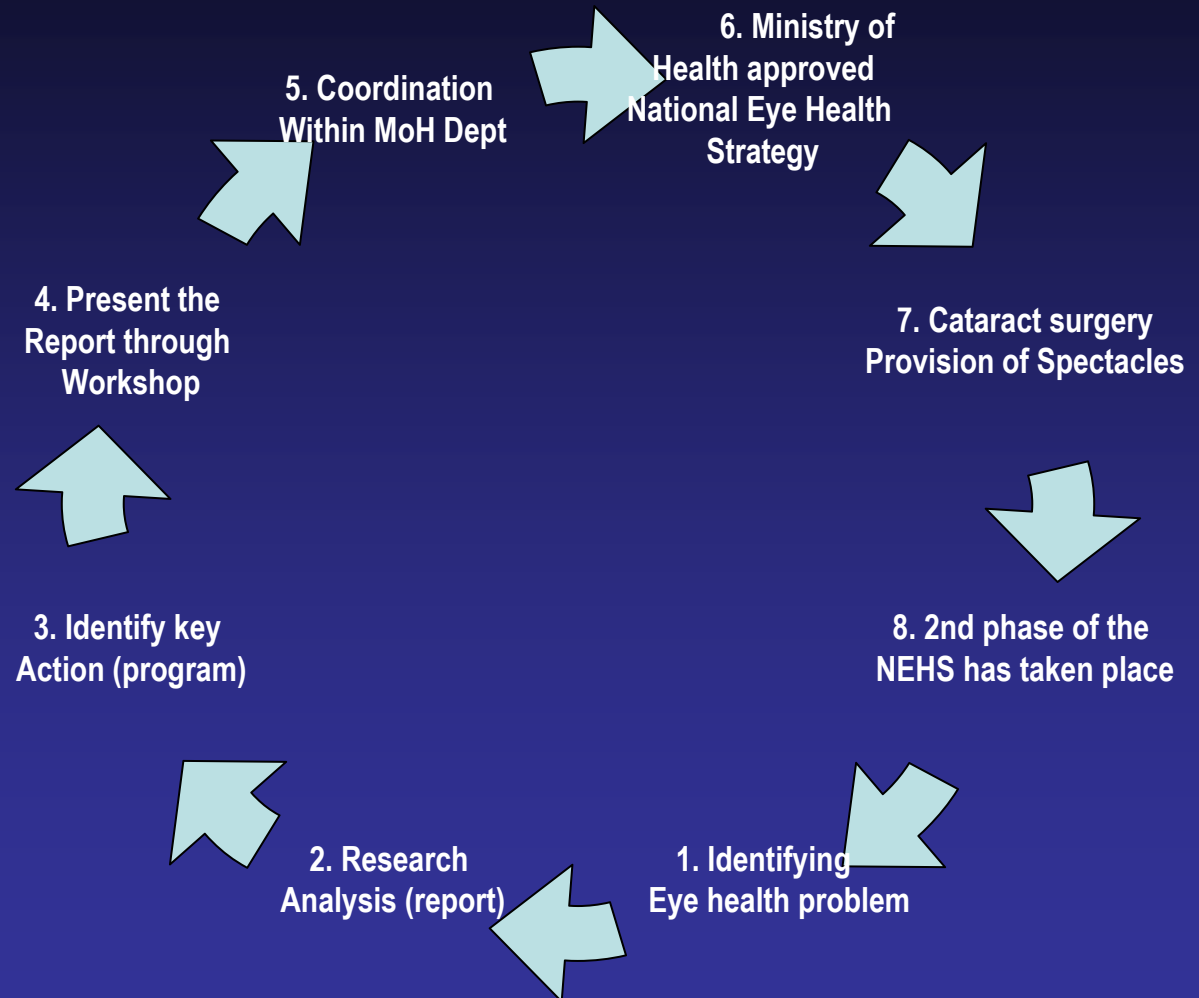 1. Identifying
Eye health problem
2. Research
Analysis (report)
3. Identify key
Action (program)
4. Present the
Report through
Workshop
5. Coordination
Within MoH Dept
6. Ministry of
Health approved
National Eye Health
Strategy
7. Cataract surgery
Provision of Spectacles
8. 2nd phase of the
NEHS has taken place